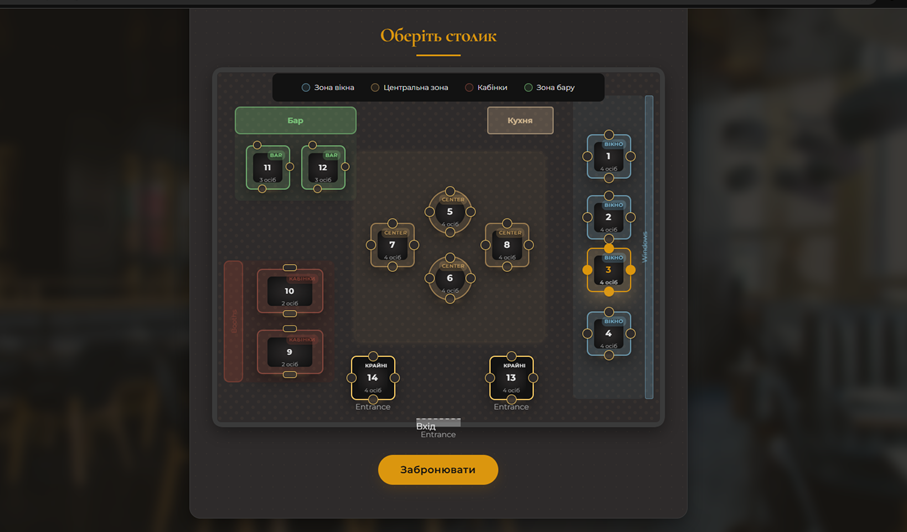 Оберіть столик
Зона вікна
Центральна зона
Кабінки
Зона бару
Бар
Кухня
БАР
11
3 осіб
БАР
12
3 осіб
ВІКНО
1
4 осіб
ВІКНО
2
4 осіб
ВІКНО
3
4 осіб
ВІКНО
4
4 осіб
Windows
CENTER
5
4 осіб
CENTER
7
4 осіб
CENTER
8
4 осіб
CENTER
6
4 осіб
10
2 осіб
9
2 осіб
КРАЙНІ
14
4 осіб
Entrance
КРАЙНІ
13
4 осіб
Entrance
Вхід
Entrance
Забронювати